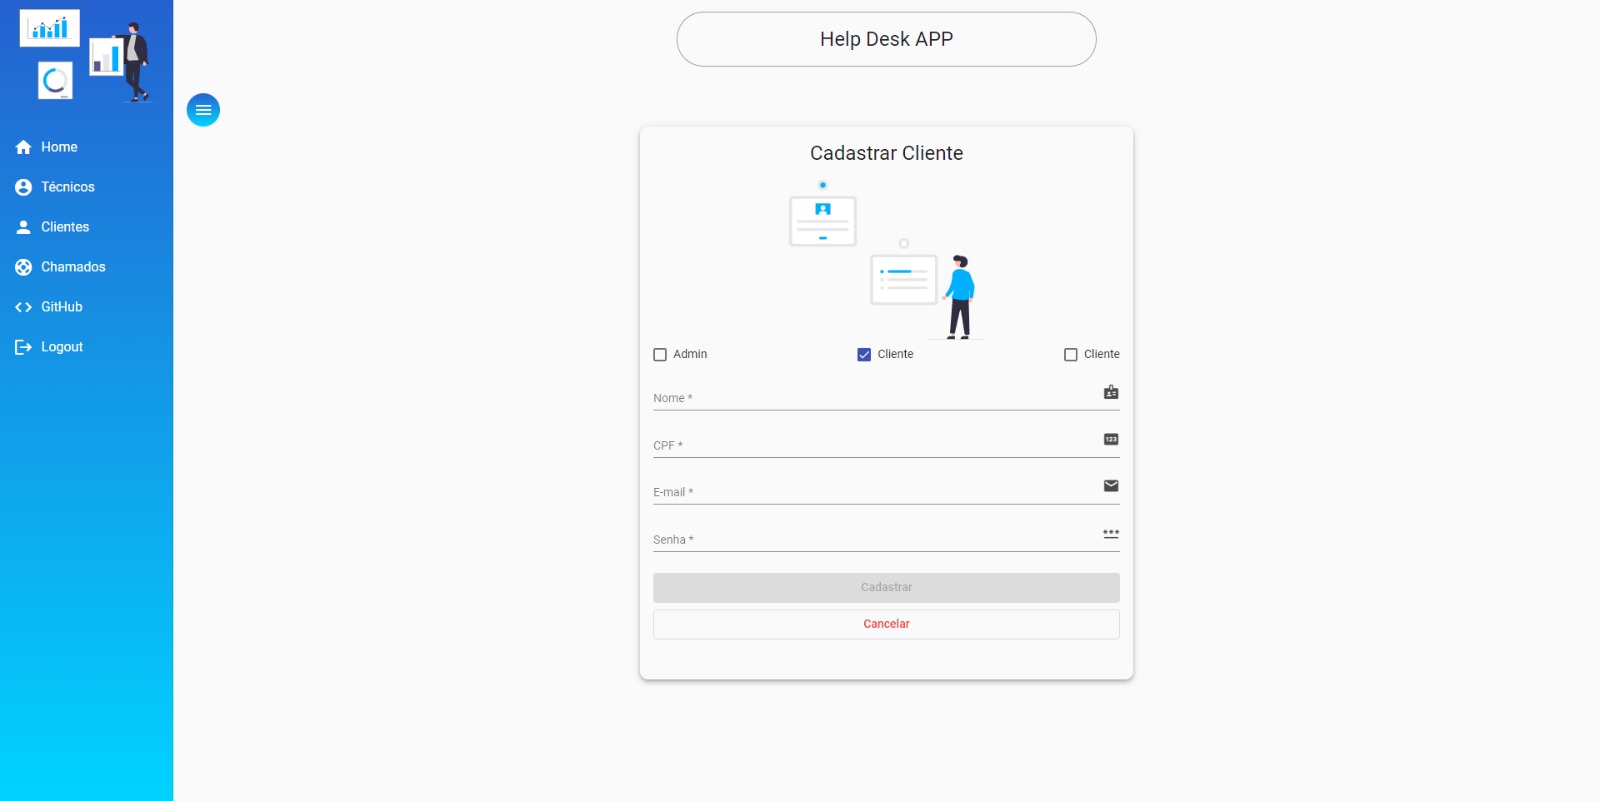 Help Desk APP
Home
Técnicos
Clientes
Chamados
GitHub
Logout
Cadastrar Cliente
Admin
Cliente
Cliente
Nome *
CPF *
123
E-mail *
Senha *
***
Cadastrar
Cancelar